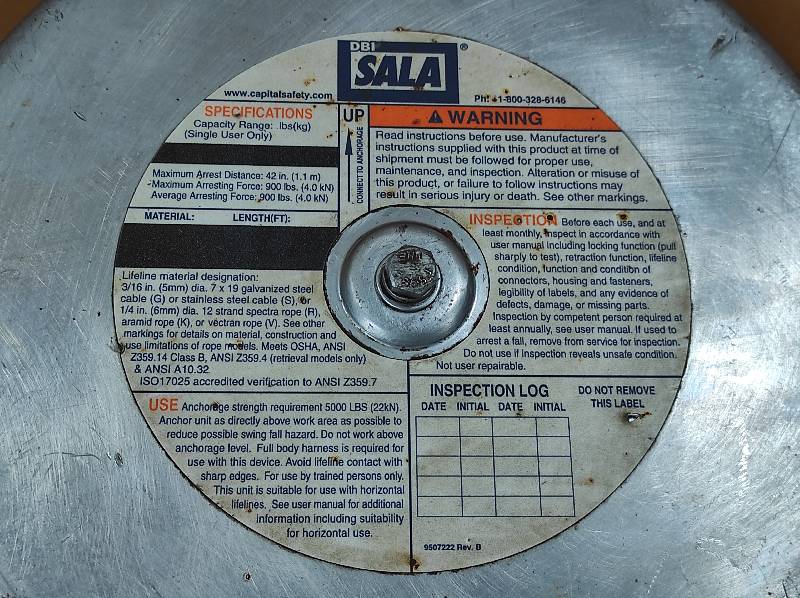 DBI
SALA®
www.capitalsafety.com
Ph: +1-800-328-6146
SPECIFICATIONS
Capacity Range: lbs(kg)
(Single User Only)
Maximum Arrest Distance: 42 in. (1.1 m)
Maximum Arresting Force: 900 lbs. (4.0 kN)
Average Arresting Force: 900 lbs. (4.0 kN)
UP
CONNECT TO ANCHORAGE
WARNING
Read instructions before use. Manufacturer's
instructions supplied with this product at time of
shipment must be followed for proper use,
maintenance, and inspection. Alteration or misuse of
this product, or failure to follow instructions may
result in serious injury or death. See other markings.
MATERIAL: LENGTH(FT):
Lifeline material designation:
3/16 in. (5mm) dia. 7 x 19 galvanized steel
cable (G) or stainless steel cable (S), or
1/4 in. (6mm) dia. 12 strand spectra rope (R),
aramid rope (K), or vectran rope (V). See other
markings for details on material, construction and
use limitations of rope models. Meets OSHA, ANSI
Z359.14 Class B, ANSI Z359.4 (retrieval models only)
& ANSI A10.32
ISO17025 accredited verification to ANSI Z359.7
INSPECTION Before each use, and at
least monthly, inspect in accordance with
user manual including locking function (pull
sharply to test), retraction function, lifeline
condition, function and condition of
connectors, housing and fasteners,
legibility of labels, and any evidence of
defects, damage, or missing parts.
Inspection by competent person required at
least annually, see user manual. If used to
arrest a fall, remove from service for inspection.
Do not use if inspection reveals unsafe condition.
Not user repairable.
USE Anchorage strength requirement 5000 LBS (22kN).
Anchor unit as directly above work area as possible to
reduce possible swing fall hazard. Do not work above
anchorage level. Full body harness is required for
use with this device. Avoid lifeline contact with
sharp edges. For use by trained persons only.
This unit is suitable for use with horizontal
lifelines. See user manual for additional
information including suitability
for horizontal use.
INSPECTION LOG
DATE INITIAL DATE INITIAL
DO NOT REMOVE
THIS LABEL
9507222 Rev. B